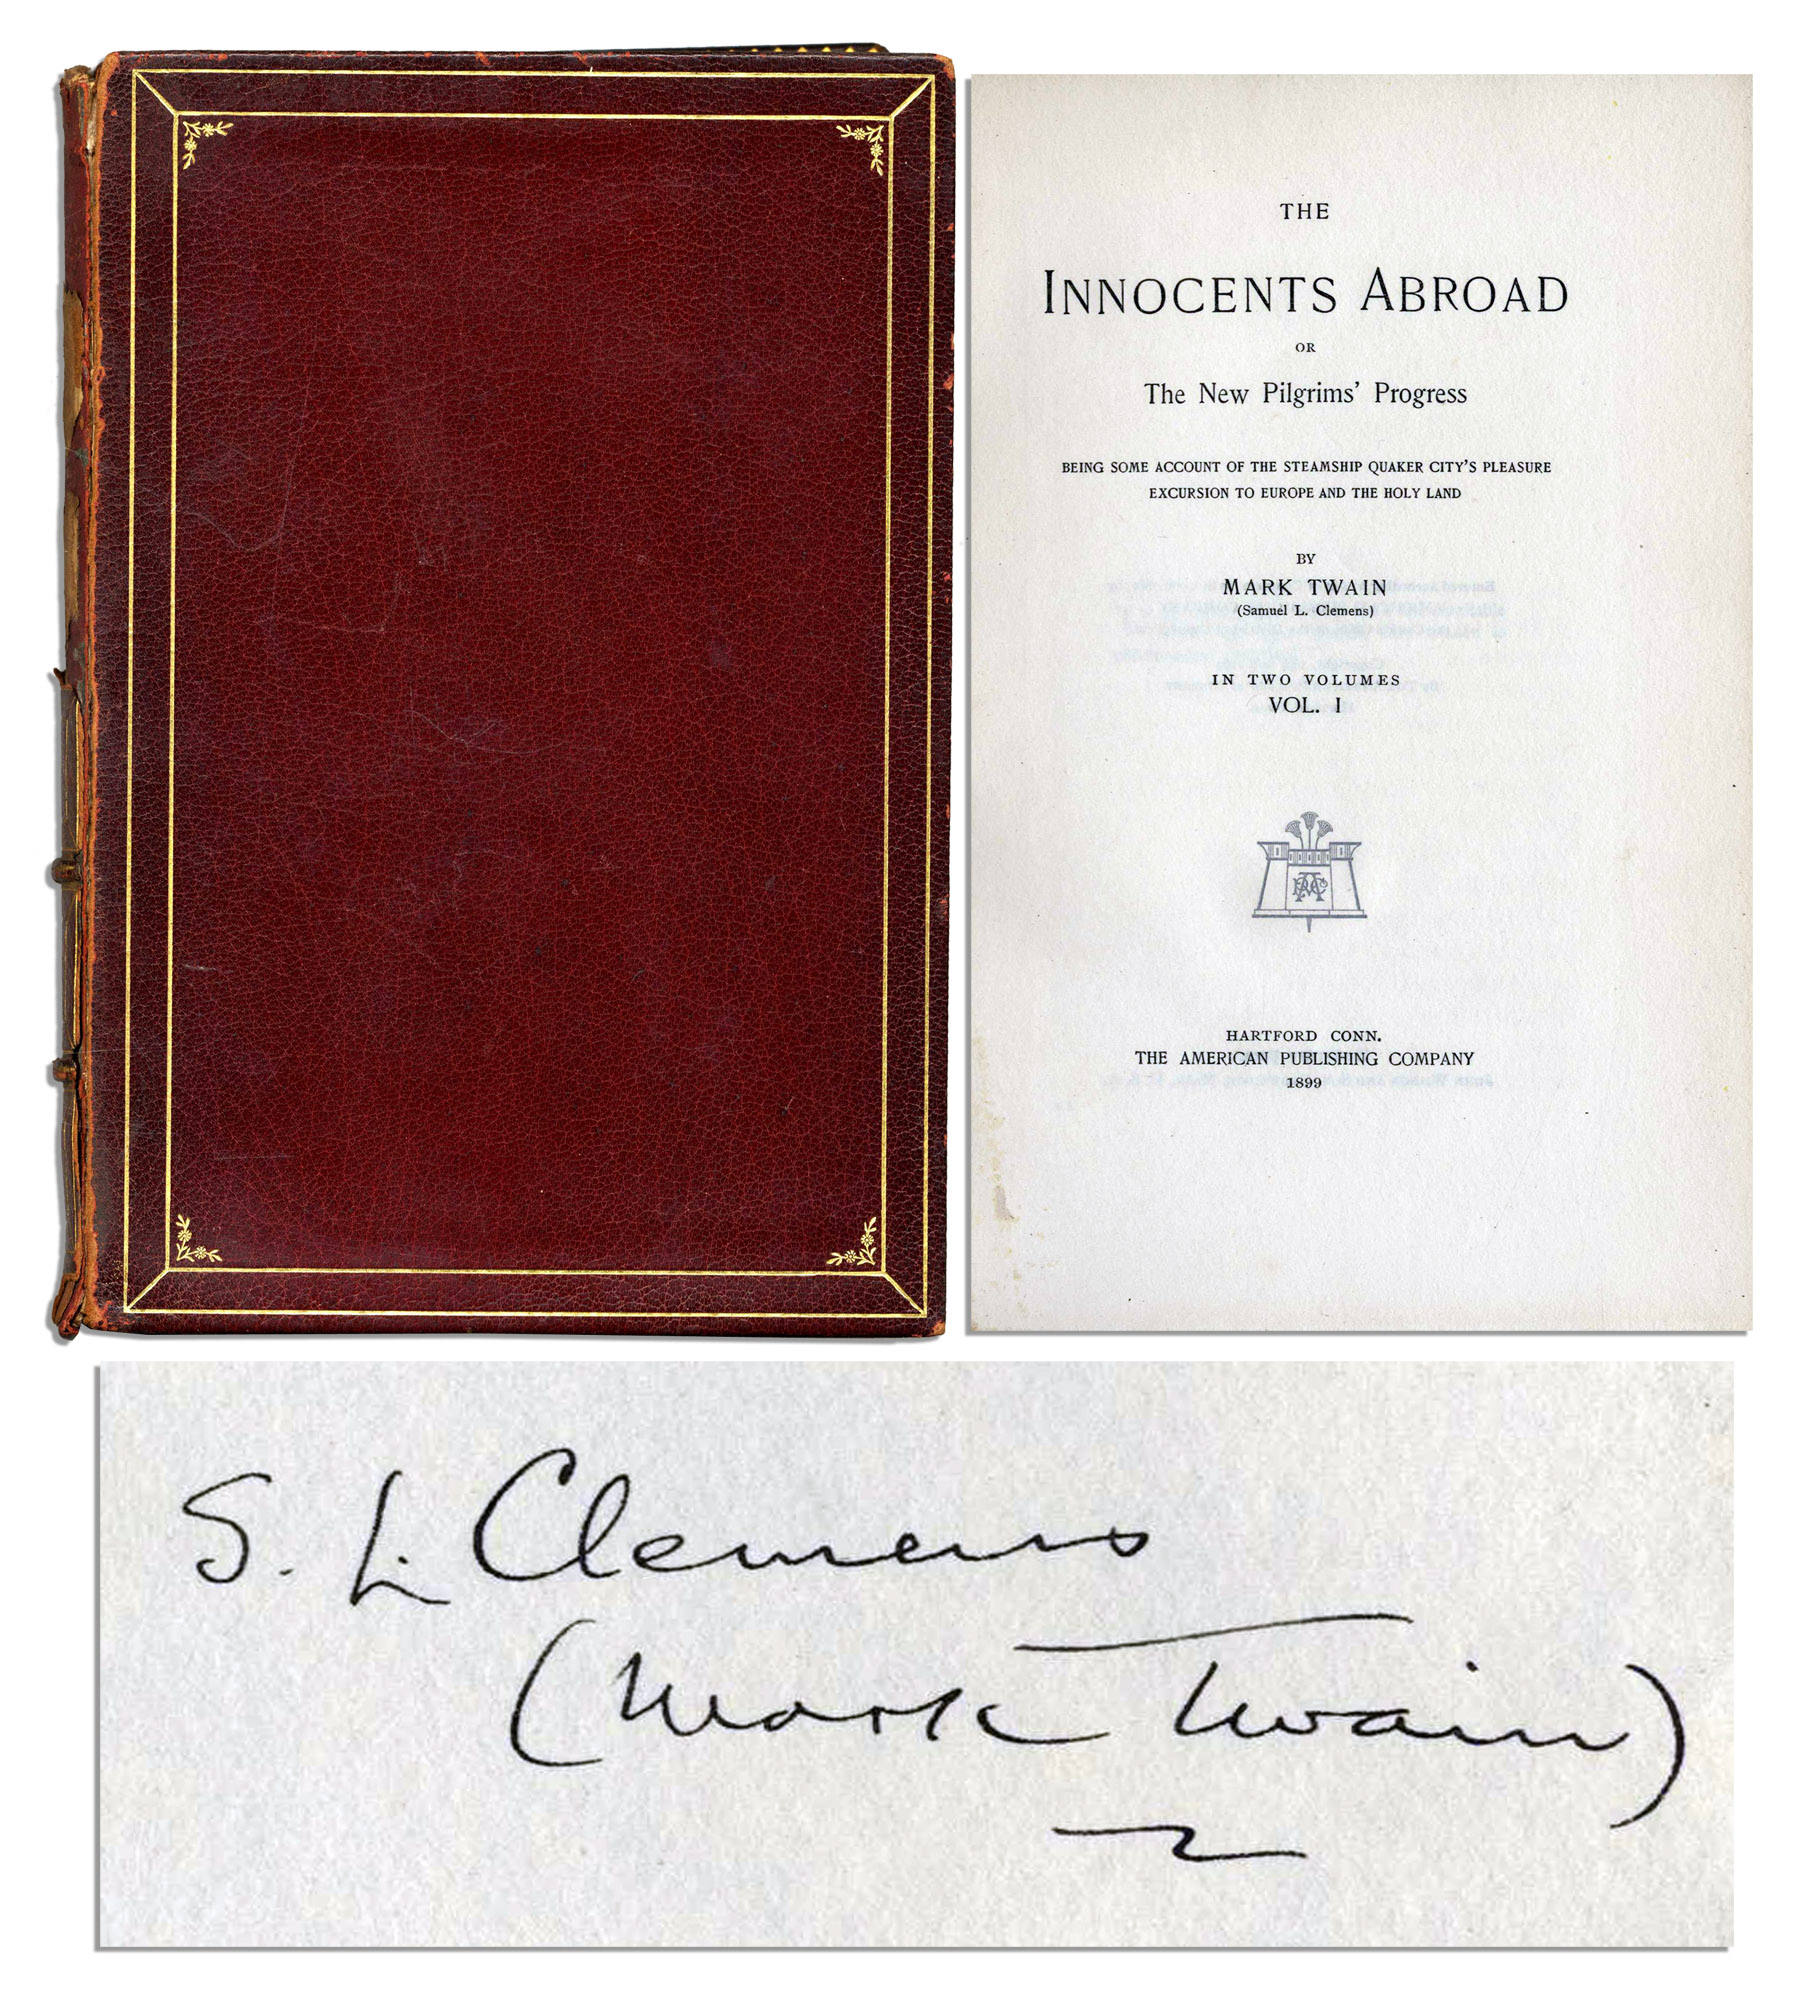 THE
INNOCENTS ABROAD
OR
The New Pilgrims' Progress
BEING SOME ACCOUNT OF THE STEAMSHIP QUAKER CITY'S PLEASURE
EXCURSION TO EUROPE AND THE HOLY LAND
BY
MARK TWAIN
(Samuel L. Clemens)
IN TWO VOLUMES
VOL. I
HARTFORD CONN.
THE AMERICAN PUBLISHING COMPANY
1899
S. L. Clemens
(Mark Twain)